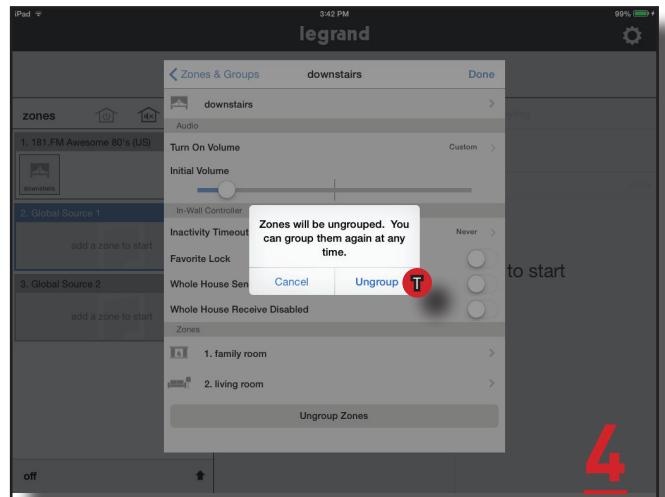 iPad
3:42 PM
99%
legrand
Zones & Groups
downstairs
Done
downstairs
Audio
Turn On Volume
Custom
Initial Volume
In-Wall Controller
Inactivity Timeout
Never
Favorite Lock
Whole House Sen
Whole House Receive Disabled
Zones
1. family room
2. living room
Ungroup Zones
Zones will be ungrouped. You
can group them again at any
time.
Cancel
Ungroup
T
zones
1. 181.FM Awesome 80's (US)
downstairs
2. Global Source 1
add a zone to start
3. Global Source 2
add a zone to start
off
to start
4